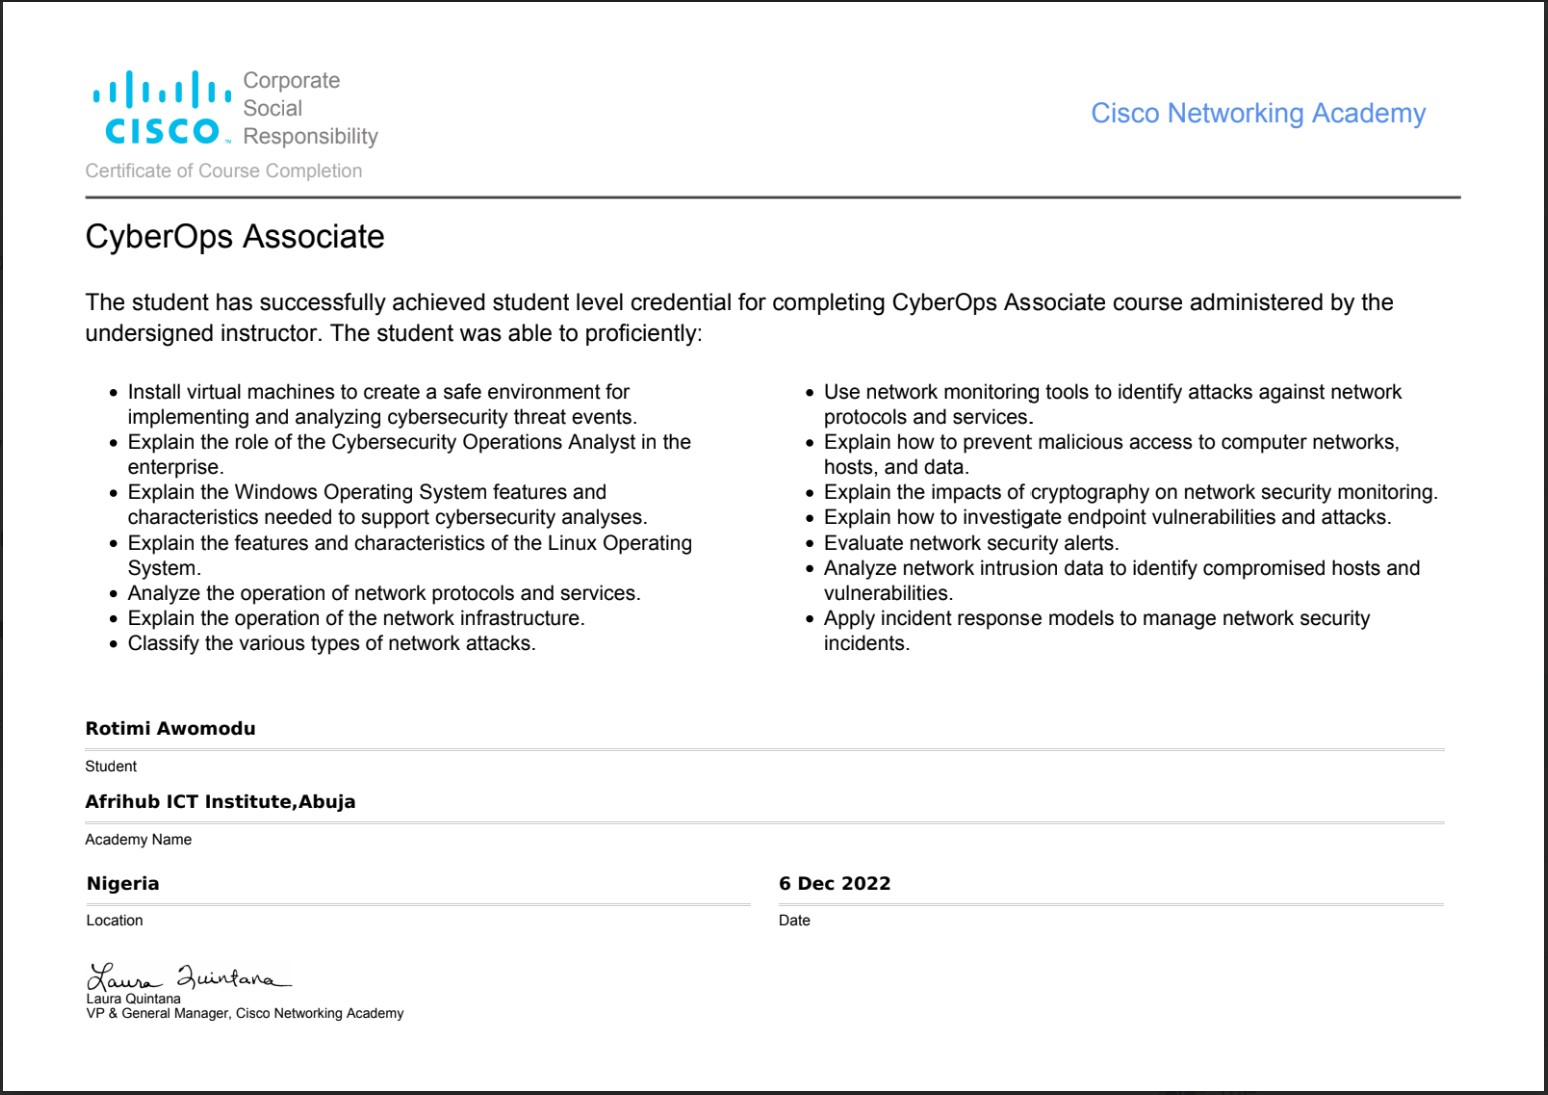 Corporate
Social
Responsibility
CISCO™
Cisco Networking Academy
Certificate of Course Completion
CyberOps Associate
The student has successfully achieved student level credential for completing CyberOps Associate course administered by the
undersigned instructor. The student was able to proficiently:
• Install virtual machines to create a safe environment for
implementing and analyzing cybersecurity threat events.
• Explain the role of the Cybersecurity Operations Analyst in the
enterprise.
• Explain the Windows Operating System features and
characteristics needed to support cybersecurity analyses.
• Explain the features and characteristics of the Linux Operating
System.
• Analyze the operation of network protocols and services.
• Explain the operation of the network infrastructure.
• Classify the various types of network attacks.
• Use network monitoring tools to identify attacks against network
protocols and services.
• Explain how to prevent malicious access to computer networks,
hosts, and data.
• Explain the impacts of cryptography on network security monitoring.
• Explain how to investigate endpoint vulnerabilities and attacks.
• Evaluate network security alerts.
• Analyze network intrusion data to identify compromised hosts and
vulnerabilities.
• Apply incident response models to manage network security
incidents.
Rotimi Awomodu
Student
Afrihub ICT Institute,Abuja
Academy Name
Nigeria
Location
6 Dec 2022
Date
Laura Quintana
Laura Quintana
VP & General Manager, Cisco Networking Academy